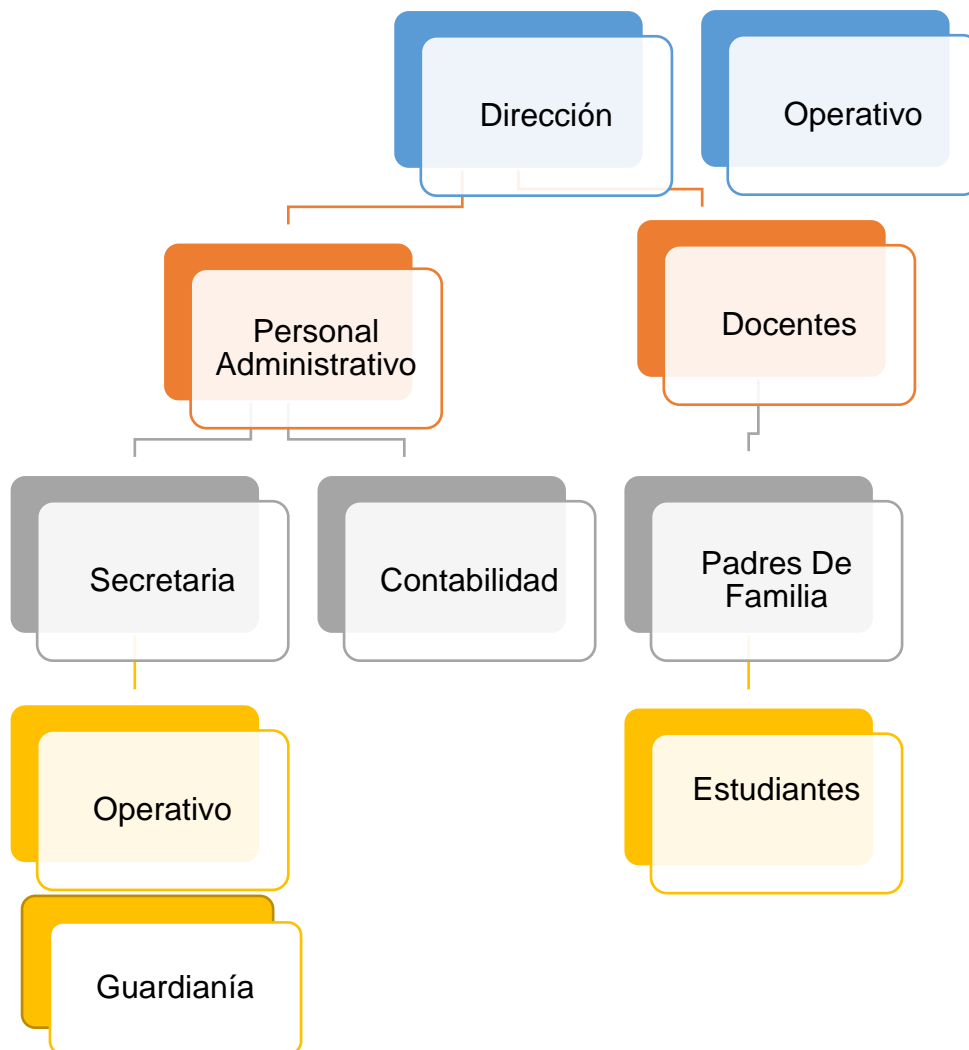 Dirección
Operativo
Personal
Administrativo
Docentes
Secretaria
Contabilidad
Padres De
Familia
Operativo
Estudiantes
Guardianía